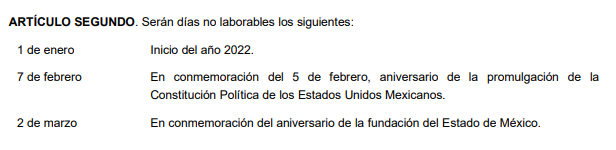 ARTÍCULO SEGUNDO. Serán días no laborables los siguientes:
1 de enero Inicio del año 2022.
7 de febrero En conmemoración del 5 de febrero, aniversario de la promulgación de la
Constitución Política de los Estados Unidos Mexicanos.
2 de marzo En conmemoración del aniversario de la fundación del Estado de México.